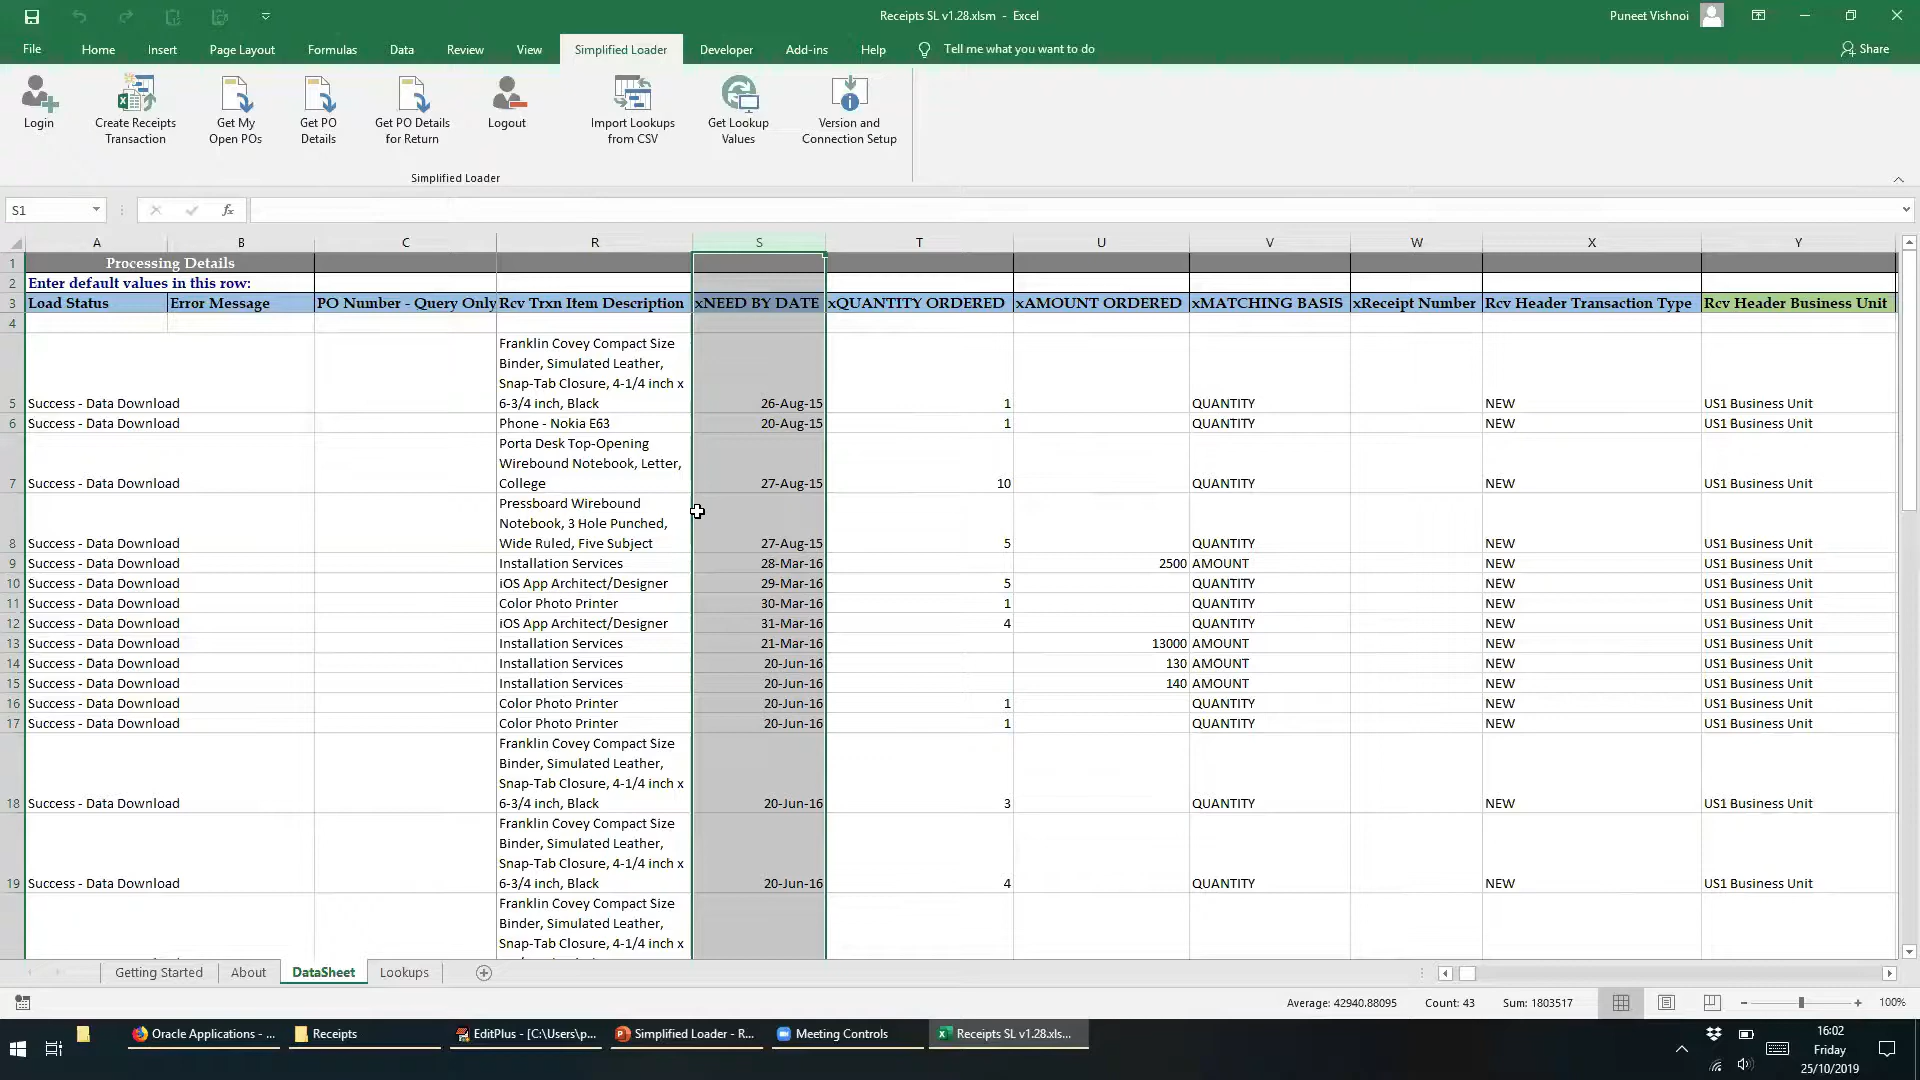 Receipts SL v1.28.xlsm - Excel
Puneet Vishnoi
File Home Insert Page Layout Formulas Data Review View Simplified Loader Developer Add-ins Help Tell me what you want to do Share
Login
Create Receipts
Transaction
Get My
Open POs
Get PO
Details
Get PO Details
for Return
Logout
Import Lookups
from CSV
Get Lookup
Values
Version and
Connection Setup
Simplified Loader
S1
fx
A B C R S T U V W X Y
1 Processing Details
2 Enter default values in this row:
3 Load Status Error Message PO Number - Query Only Rcv Trxn Item Description xNEED BY DATE xQUANTITY ORDERED xAMOUNT ORDERED xMATCHING BASIS xReceipt Number Rcv Header Transaction Type Rcv Header Business Unit
4
Franklin Covey Compact Size
Binder, Simulated Leather,
Snap-Tab Closure, 4-1/4 inch x
5 Success - Data Download 6-3/4 inch, Black 26-Aug-15 1 QUANTITY NEW US1 Business Unit
6 Success - Data Download Phone - Nokia E63 20-Aug-15 1 QUANTITY NEW US1 Business Unit
Porta Desk Top-Opening
Wirebound Notebook, Letter,
7 Success - Data Download College 27-Aug-15 10 QUANTITY NEW US1 Business Unit
Pressboard Wirebound
Notebook, 3 Hole Punched,
8 Success - Data Download Wide Ruled, Five Subject 27-Aug-15 5 QUANTITY NEW US1 Business Unit
9 Success - Data Download Installation Services 28-Mar-16 2500 AMOUNT NEW US1 Business Unit
10 Success - Data Download iOS App Architect/Designer 29-Mar-16 5 QUANTITY NEW US1 Business Unit
11 Success - Data Download Color Photo Printer 30-Mar-16 1 QUANTITY NEW US1 Business Unit
12 Success - Data Download iOS App Architect/Designer 31-Mar-16 4 QUANTITY NEW US1 Business Unit
13 Success - Data Download Installation Services 21-Mar-16 13000 AMOUNT NEW US1 Business Unit
14 Success - Data Download Installation Services 20-Jun-16 130 AMOUNT NEW US1 Business Unit
15 Success - Data Download Installation Services 20-Jun-16 140 AMOUNT NEW US1 Business Unit
16 Success - Data Download Color Photo Printer 20-Jun-16 1 QUANTITY NEW US1 Business Unit
17 Success - Data Download Color Photo Printer 20-Jun-16 1 QUANTITY NEW US1 Business Unit
Franklin Covey Compact Size
Binder, Simulated Leather,
Snap-Tab Closure, 4-1/4 inch x
18 Success - Data Download 6-3/4 inch, Black 20-Jun-16 3 QUANTITY NEW US1 Business Unit
Franklin Covey Compact Size
Binder, Simulated Leather,
Snap-Tab Closure, 4-1/4 inch x
19 Success - Data Download 6-3/4 inch, Black 20-Jun-16 4 QUANTITY NEW US1 Business Unit
Franklin Covey Compact Size
Binder, Simulated Leather,
Snap-Tab Closure, 4-1/4 inch x
Getting Started About DataSheet Lookups
Average: 42940.88095 Count: 43 Sum: 1803517 100%
Oracle Applications - ... Receipts EditPlus - [C:\Users\p... Simplified Loader - R... Meeting Controls Receipts SL v1.28.xls...
16:02
Friday
25/10/2019